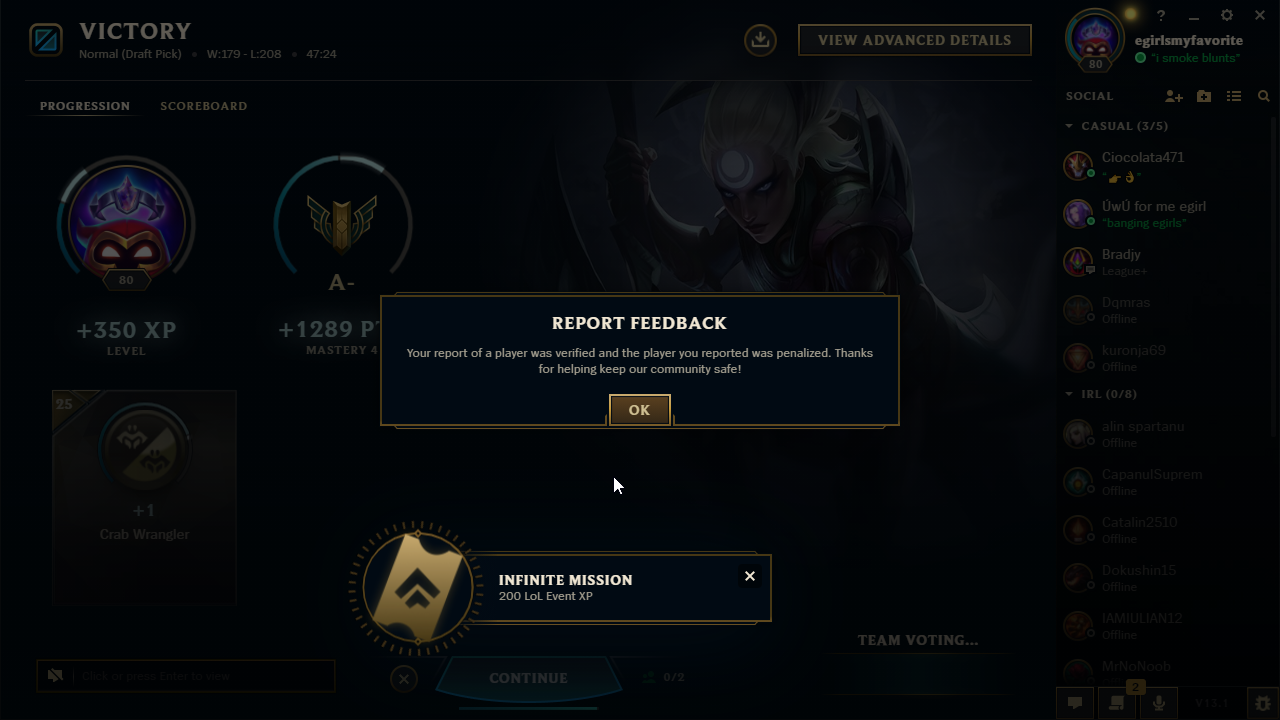 VICTORY
Normal (Draft Pick) • W:179 - L:208 • 47:24
VIEW ADVANCED DETAILS
PROGRESSION
SCOREBOARD
80
+350 XP
LEVEL
A-
+1289 P
MASTERY 4
25
+1
Crab Wrangler
REPORT FEEDBACK
Your report of a player was verified and the player you reported was penalized. Thanks
for helping keep our community safe!
OK
INFINITE MISSION
200 LoL Event XP
TEAM VOTING...
Click or press Enter to view
CONTINUE
0/2
?
80
egirlsmyfavorite
"i smoke blunts"
SOCIAL
CASUAL (3/5)
Ciocolata471
"👉👌"
ÚwÚ for me egirl
"banging egirls"
Bradjy
League+
Dqmras
Offline
kuronja69
Offline
IRL (0/8)
alin spartanu
Offline
CapanulSuprem
Offline
Catalin2510
Offline
Dokushin15
Offline
IAMIULIAN12
Offline
MrNoNoob
2
V13.1